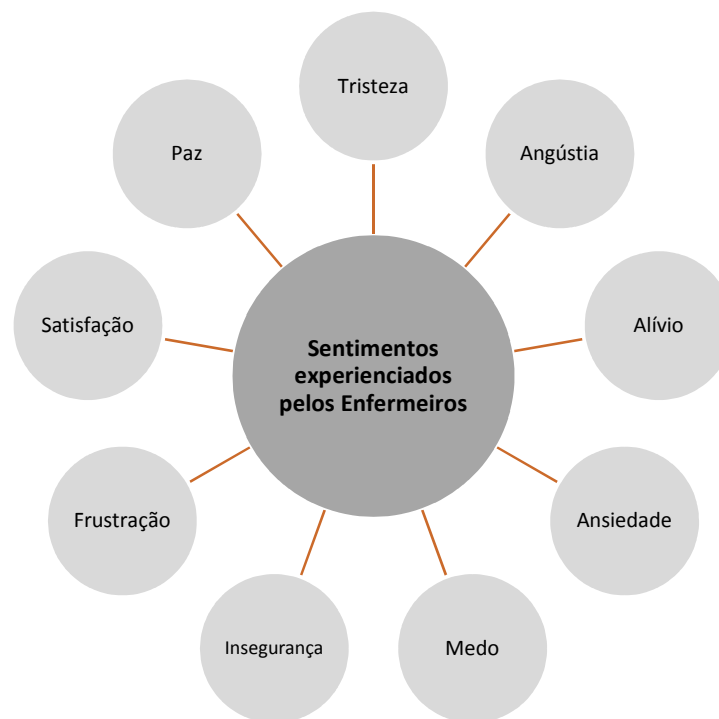 Tristeza
Angústia
Alívio
Ansiedade
Medo
Insegurança
Frustração
Satisfação
Paz
Sentimentos
experienciados
pelos Enfermeiros